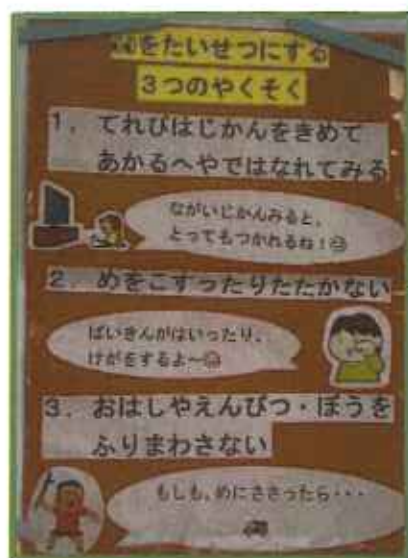 をたいせつにする
3つのやくそく
1. てれびはじかんをきめて
あかるへやではなれてみる
ながいじかんみると、
とってもつかれるね!
2. めをこすったりたたかない
ばいきんがはいったり、
けがをするよ～
3. おはしやえんぴつ・ぼうを
ふりまわさない
もしも、めにささったら・・・